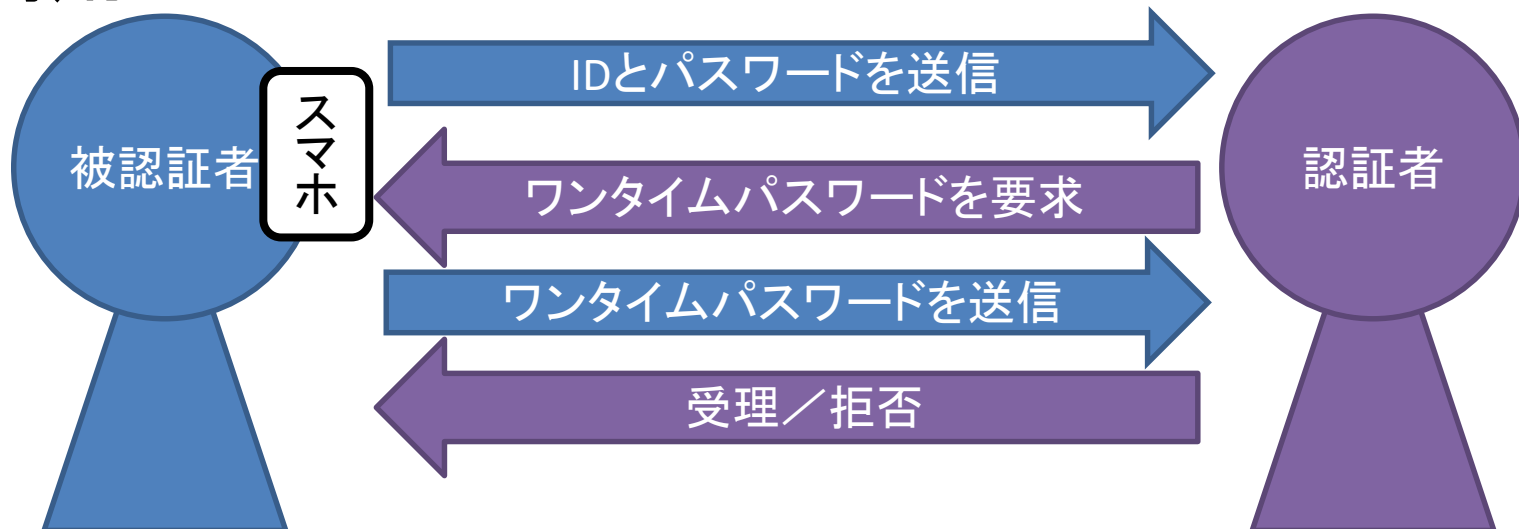 IDとパスワードを送信
被認証者
スマホ
認証者
ワンタイムパスワードを要求
ワンタイムパスワードを送信
受理／拒否